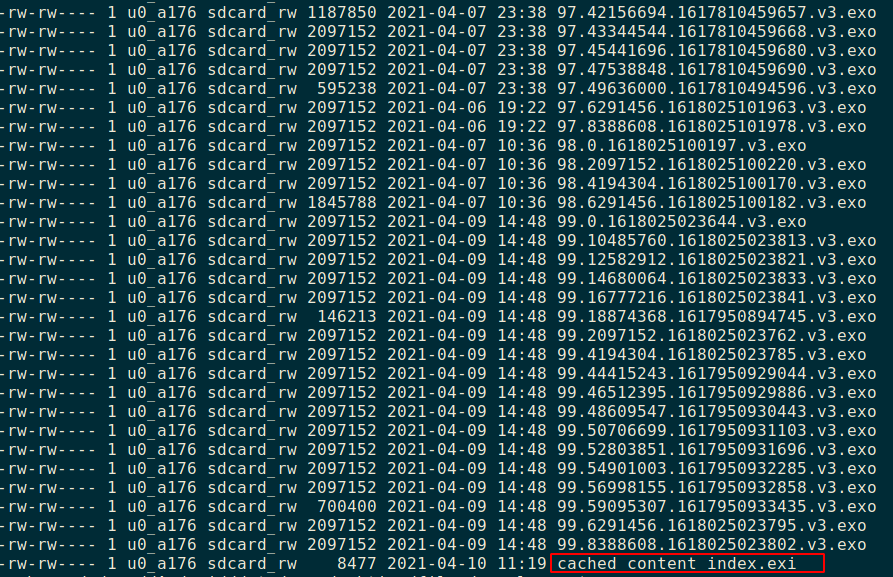 -rw-rw---- 1 u0_a176 sdcard_rw 1187850 2021-04-07 23:38 97.42156694.1617810459657.v3.exo
-rw-rw---- 1 u0_a176 sdcard_rw 2097152 2021-04-07 23:38 97.43344544.1617810459668.v3.exo
-rw-rw---- 1 u0_a176 sdcard_rw 2097152 2021-04-07 23:38 97.45441696.1617810459680.v3.exo
-rw-rw---- 1 u0_a176 sdcard_rw 2097152 2021-04-07 23:38 97.47538848.1617810459690.v3.exo
-rw-rw---- 1 u0_a176 sdcard_rw  595238 2021-04-07 23:38 97.49636000.1617810494596.v3.exo
-rw-rw---- 1 u0_a176 sdcard_rw 2097152 2021-04-06 19:22 97.6291456.1618025101963.v3.exo
-rw-rw---- 1 u0_a176 sdcard_rw 2097152 2021-04-06 19:22 97.8388608.1618025101978.v3.exo
-rw-rw---- 1 u0_a176 sdcard_rw 2097152 2021-04-07 10:36 98.0.1618025100197.v3.exo
-rw-rw---- 1 u0_a176 sdcard_rw 2097152 2021-04-07 10:36 98.2097152.1618025100220.v3.exo
-rw-rw---- 1 u0_a176 sdcard_rw 2097152 2021-04-07 10:36 98.4194304.1618025100170.v3.exo
-rw-rw---- 1 u0_a176 sdcard_rw 1845788 2021-04-07 10:36 98.6291456.1618025100182.v3.exo
-rw-rw---- 1 u0_a176 sdcard_rw 2097152 2021-04-09 14:48 99.0.1618025023644.v3.exo
-rw-rw---- 1 u0_a176 sdcard_rw 2097152 2021-04-09 14:48 99.10485760.1618025023813.v3.exo
-rw-rw---- 1 u0_a176 sdcard_rw 2097152 2021-04-09 14:48 99.12582912.1618025023821.v3.exo
-rw-rw---- 1 u0_a176 sdcard_rw 2097152 2021-04-09 14:48 99.14680064.1618025023833.v3.exo
-rw-rw---- 1 u0_a176 sdcard_rw 2097152 2021-04-09 14:48 99.16777216.1618025023841.v3.exo
-rw-rw---- 1 u0_a176 sdcard_rw  146213 2021-04-09 14:48 99.18874368.1617950894745.v3.exo
-rw-rw---- 1 u0_a176 sdcard_rw 2097152 2021-04-09 14:48 99.2097152.1618025023762.v3.exo
-rw-rw---- 1 u0_a176 sdcard_rw 2097152 2021-04-09 14:48 99.4194304.1618025023785.v3.exo
-rw-rw---- 1 u0_a176 sdcard_rw 2097152 2021-04-09 14:48 99.44415243.1617950929044.v3.exo
-rw-rw---- 1 u0_a176 sdcard_rw 2097152 2021-04-09 14:48 99.46512395.1617950929886.v3.exo
-rw-rw---- 1 u0_a176 sdcard_rw 2097152 2021-04-09 14:48 99.48609547.1617950930443.v3.exo
-rw-rw---- 1 u0_a176 sdcard_rw 2097152 2021-04-09 14:48 99.50706699.1617950931103.v3.exo
-rw-rw---- 1 u0_a176 sdcard_rw 2097152 2021-04-09 14:48 99.52803851.1617950931696.v3.exo
-rw-rw---- 1 u0_a176 sdcard_rw 2097152 2021-04-09 14:48 99.54901003.1617950932285.v3.exo
-rw-rw---- 1 u0_a176 sdcard_rw 2097152 2021-04-09 14:48 99.56998155.1617950932858.v3.exo
-rw-rw---- 1 u0_a176 sdcard_rw  700400 2021-04-09 14:48 99.59095307.1617950933435.v3.exo
-rw-rw---- 1 u0_a176 sdcard_rw 2097152 2021-04-09 14:48 99.6291456.1618025023795.v3.exo
-rw-rw---- 1 u0_a176 sdcard_rw 2097152 2021-04-09 14:48 99.8388608.1618025023802.v3.exo
-rw-rw---- 1 u0_a176 sdcard_rw    8477 2021-04-10 11:19 cached_content_index.exi